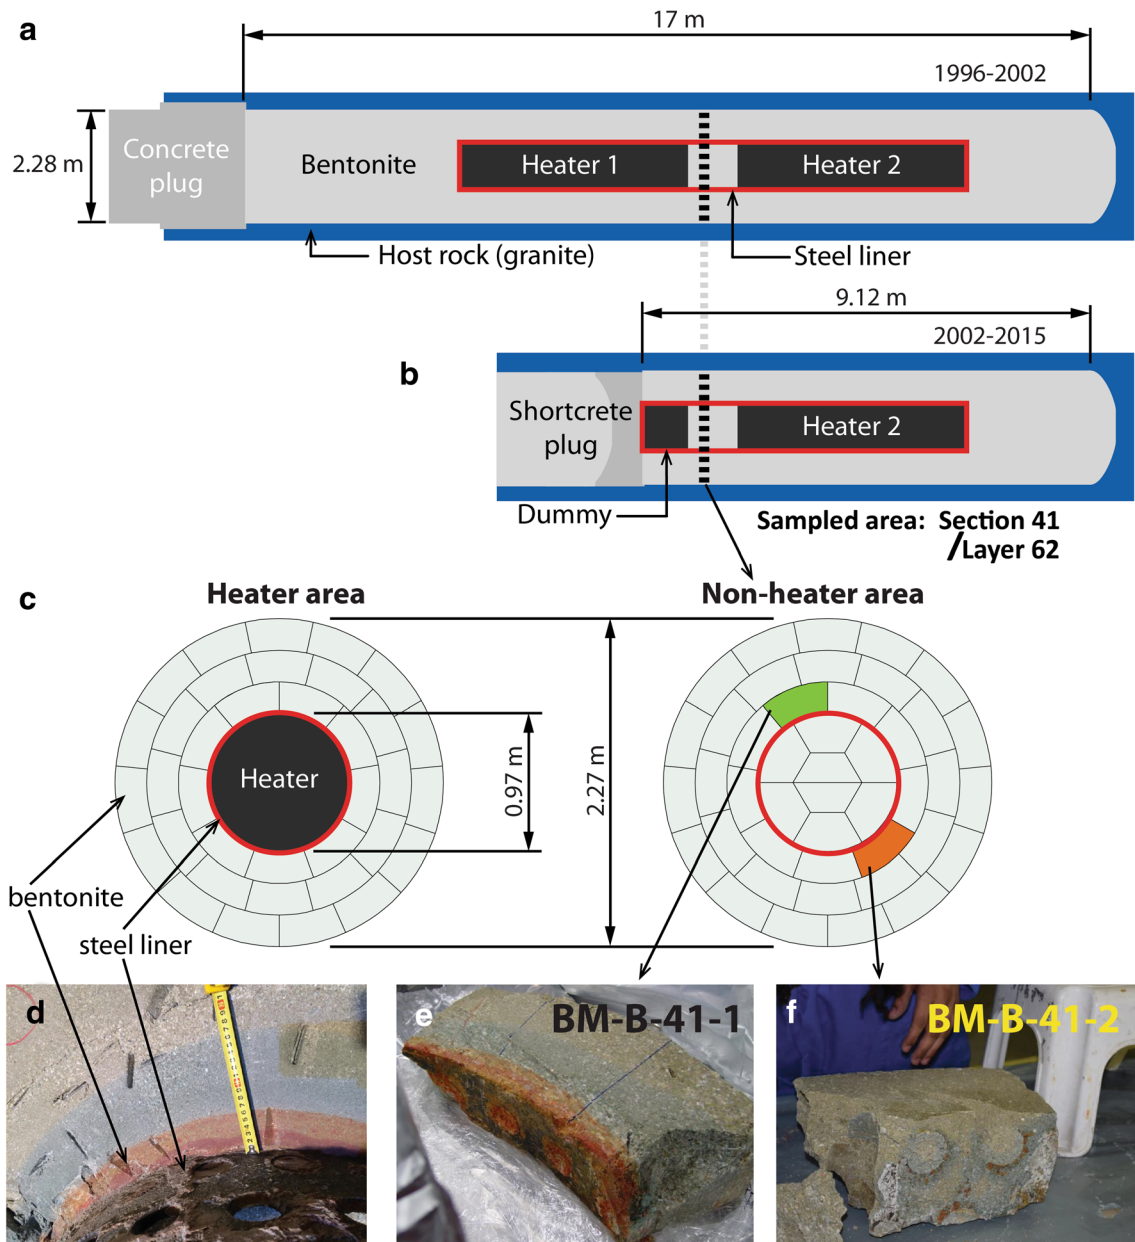 a
17 m
1996-2002
2.28 m
Concrete
plug
Bentonite
Heater 1
Heater 2
Host rock (granite)
Steel liner
9.12 m
2002-2015
b
Shortcrete
plug
Heater 2
Dummy
Sampled area: Section 41
/Layer 62
c
Heater area
Non-heater area
Heater
0.97 m
2.27 m
bentonite
steel liner
d
e
BM-B-41-1
f
BM-B-41-2